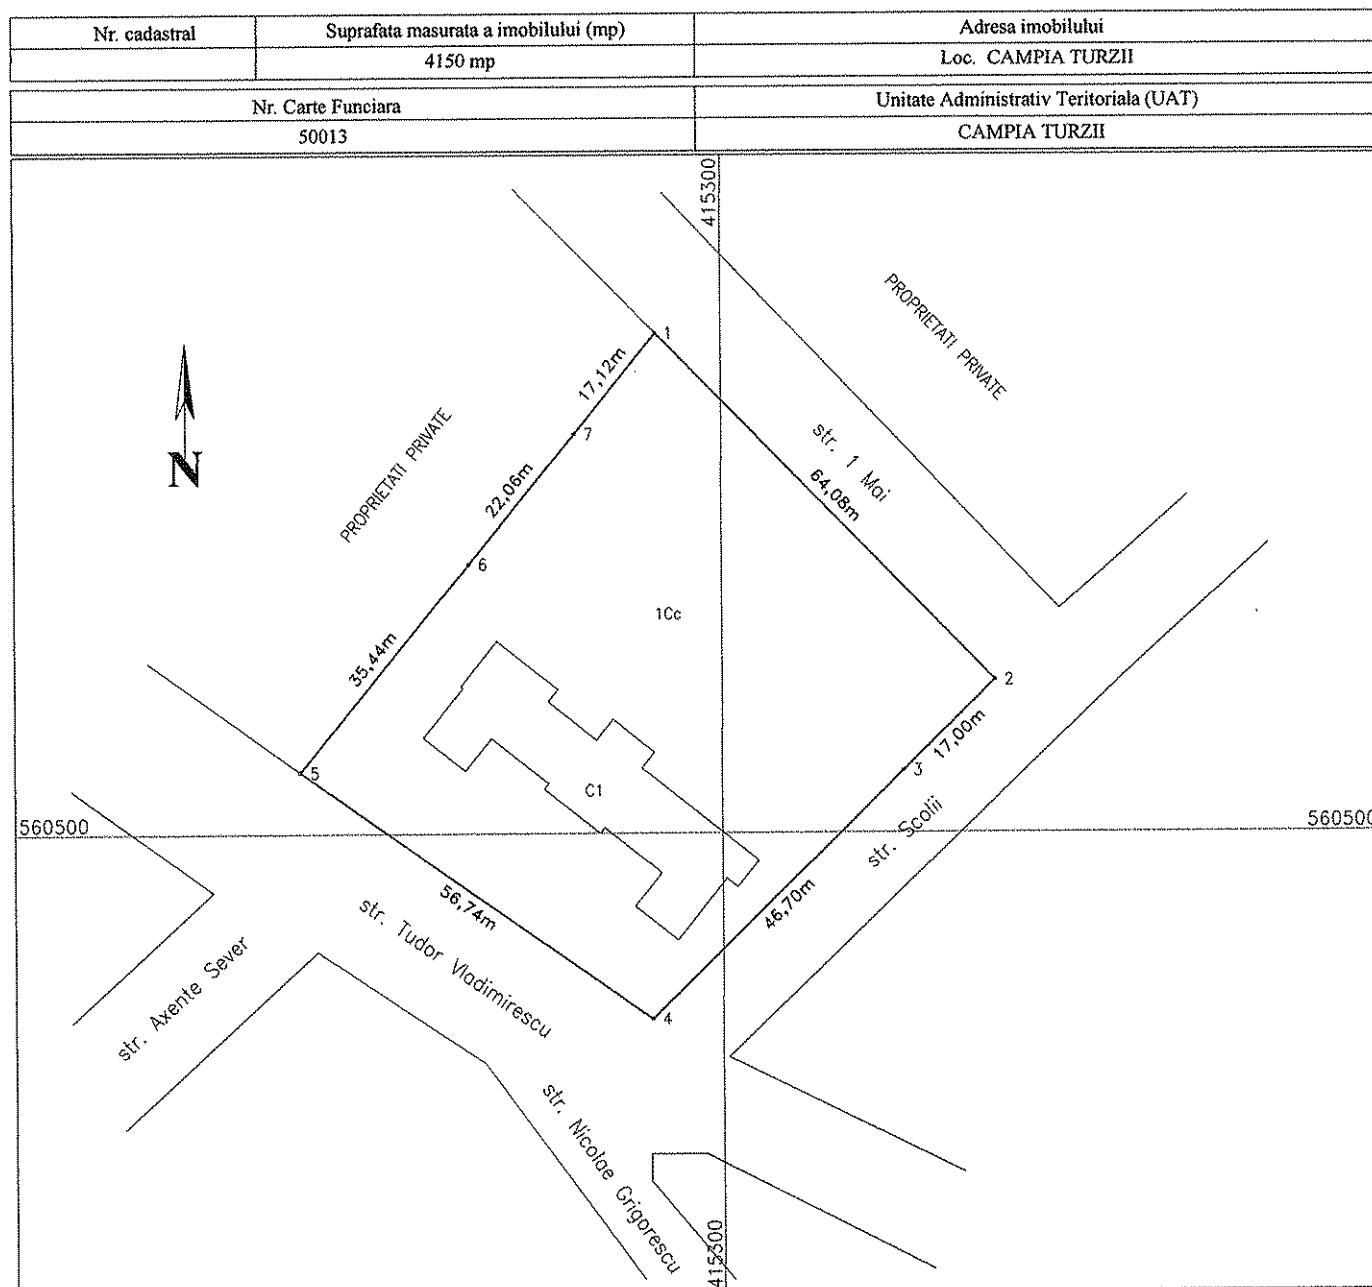 Nr. cadastral Suprafata masurata a imobilului (mp) Adresa imobilului
4150 mp Loc. CAMPIA TURZII
Nr. Carte Funciara Unitate Administrativ Teritoriala (UAT)
50013 CAMPIA TURZII
415300
PROPRIETATI PRIVATE
1
17,12m
7
N
PROPRIETATI PRIVATE
str. 1 Mai
64,08m
22,06m
6
1Cc
35,44m
2
17,00m
3
5
C1
560500
560500
str. Scolii
46,70m
56,74m
str. Tudor Vladimirescu
4
str. Axente Sever
str. Nicolae Grigorescu
415300